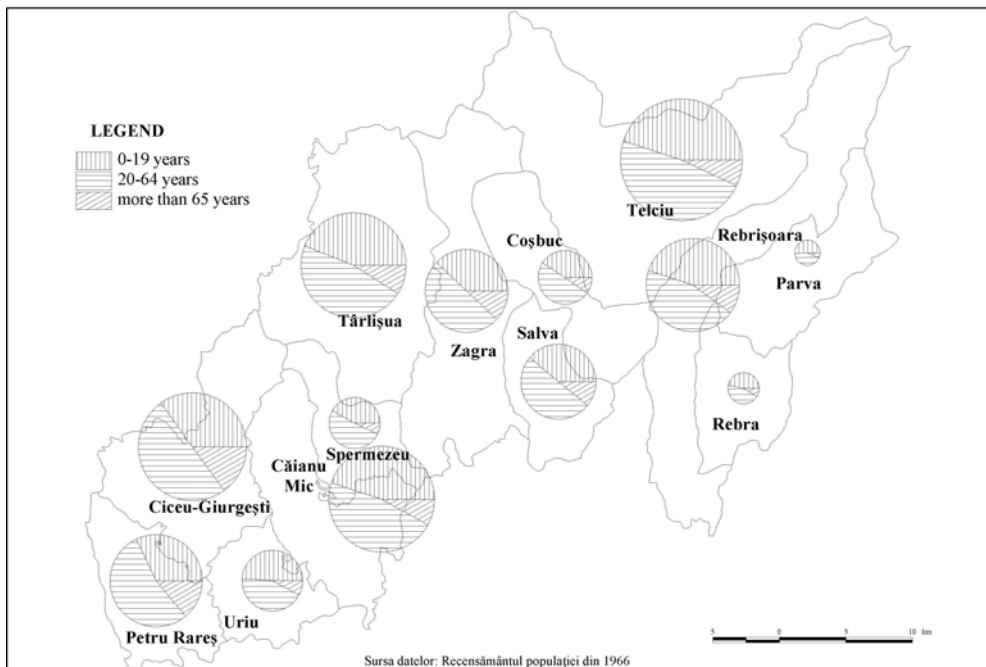 LEGEND
0-19 years
20-64 years
more than 65 years
Telciu
Rebrişoara
Coşbuc
Parva
Târlişua
Salva
Zagra
Rebra
Spermezeu
Căianu
Mic
Ciceu-Giurgeşti
Uriu
Petru Rareş
5 0 5 10 km
Sursa datelor: Recensământul populaţiei din 1966